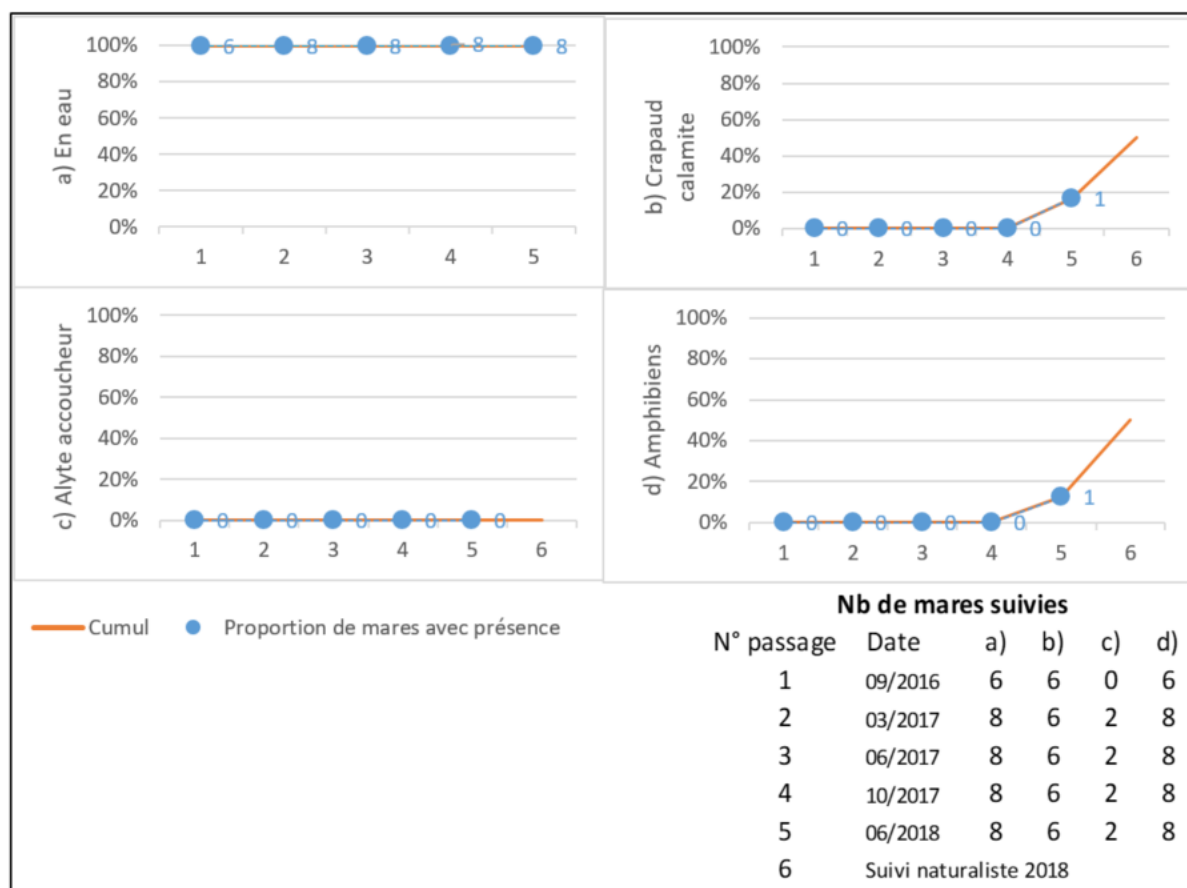 a) En eau
100%
80%
60%
40%
20%
0%
6 8 8 8 8
1 2 3 4 5
b) Crapaud
calamite
100%
80%
60%
40%
20%
0%
0 0 0 0 1
1 2 3 4 5 6
c) Alyte accoucheur
100%
80%
60%
40%
20%
0%
0 0 0 0 0
1 2 3 4 5 6
d) Amphibiens
100%
80%
60%
40%
20%
0%
0 0 0 0 1
1 2 3 4 5 6
Cumul Proportion de mares avec présence
Nb de mares suivies
N° passage Date a) b) c) d)
1 09/2016 6 6 0 6
2 03/2017 8 6 2 8
3 06/2017 8 6 2 8
4 10/2017 8 6 2 8
5 06/2018 8 6 2 8
6 Suivi naturaliste 2018